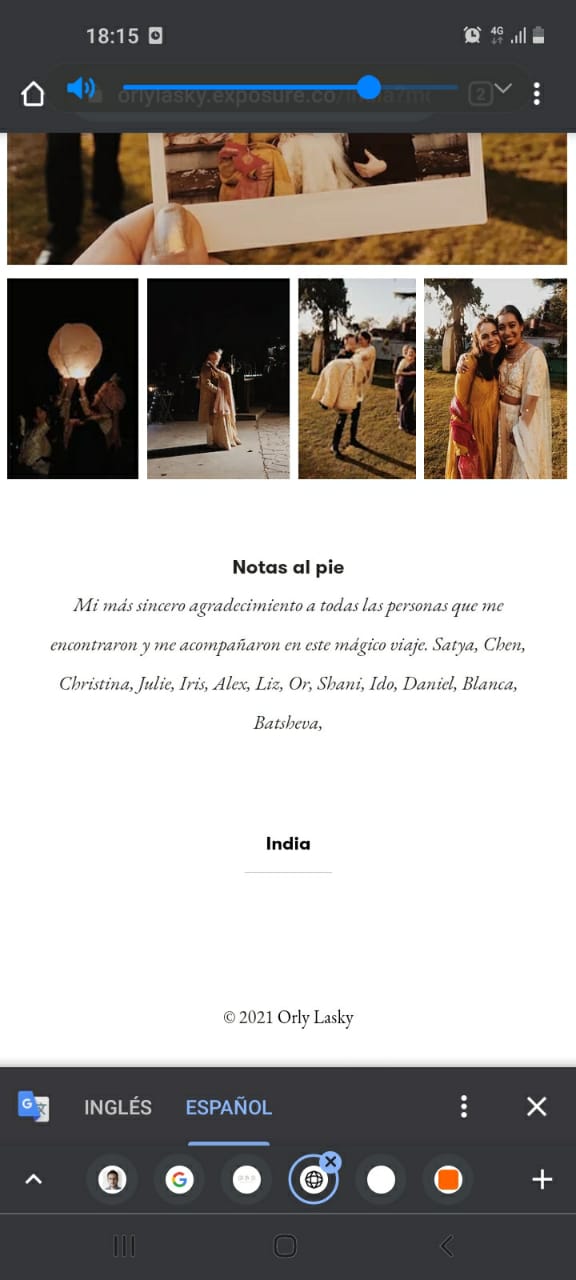 18:15
4G
orlylasky.exposure.co/
2
Notas al pie
Mi más sincero agradecimiento a todas las personas que me
encontraron y me acompañaron en este mágico viaje. Satya, Chen,
Christina, Julie, Iris, Alex, Liz, Or, Shani, Ido, Daniel, Blanca,
Batsheva,
India
© 2021 Orly Lasky
G
INGLÉS
ESPAÑOL
G